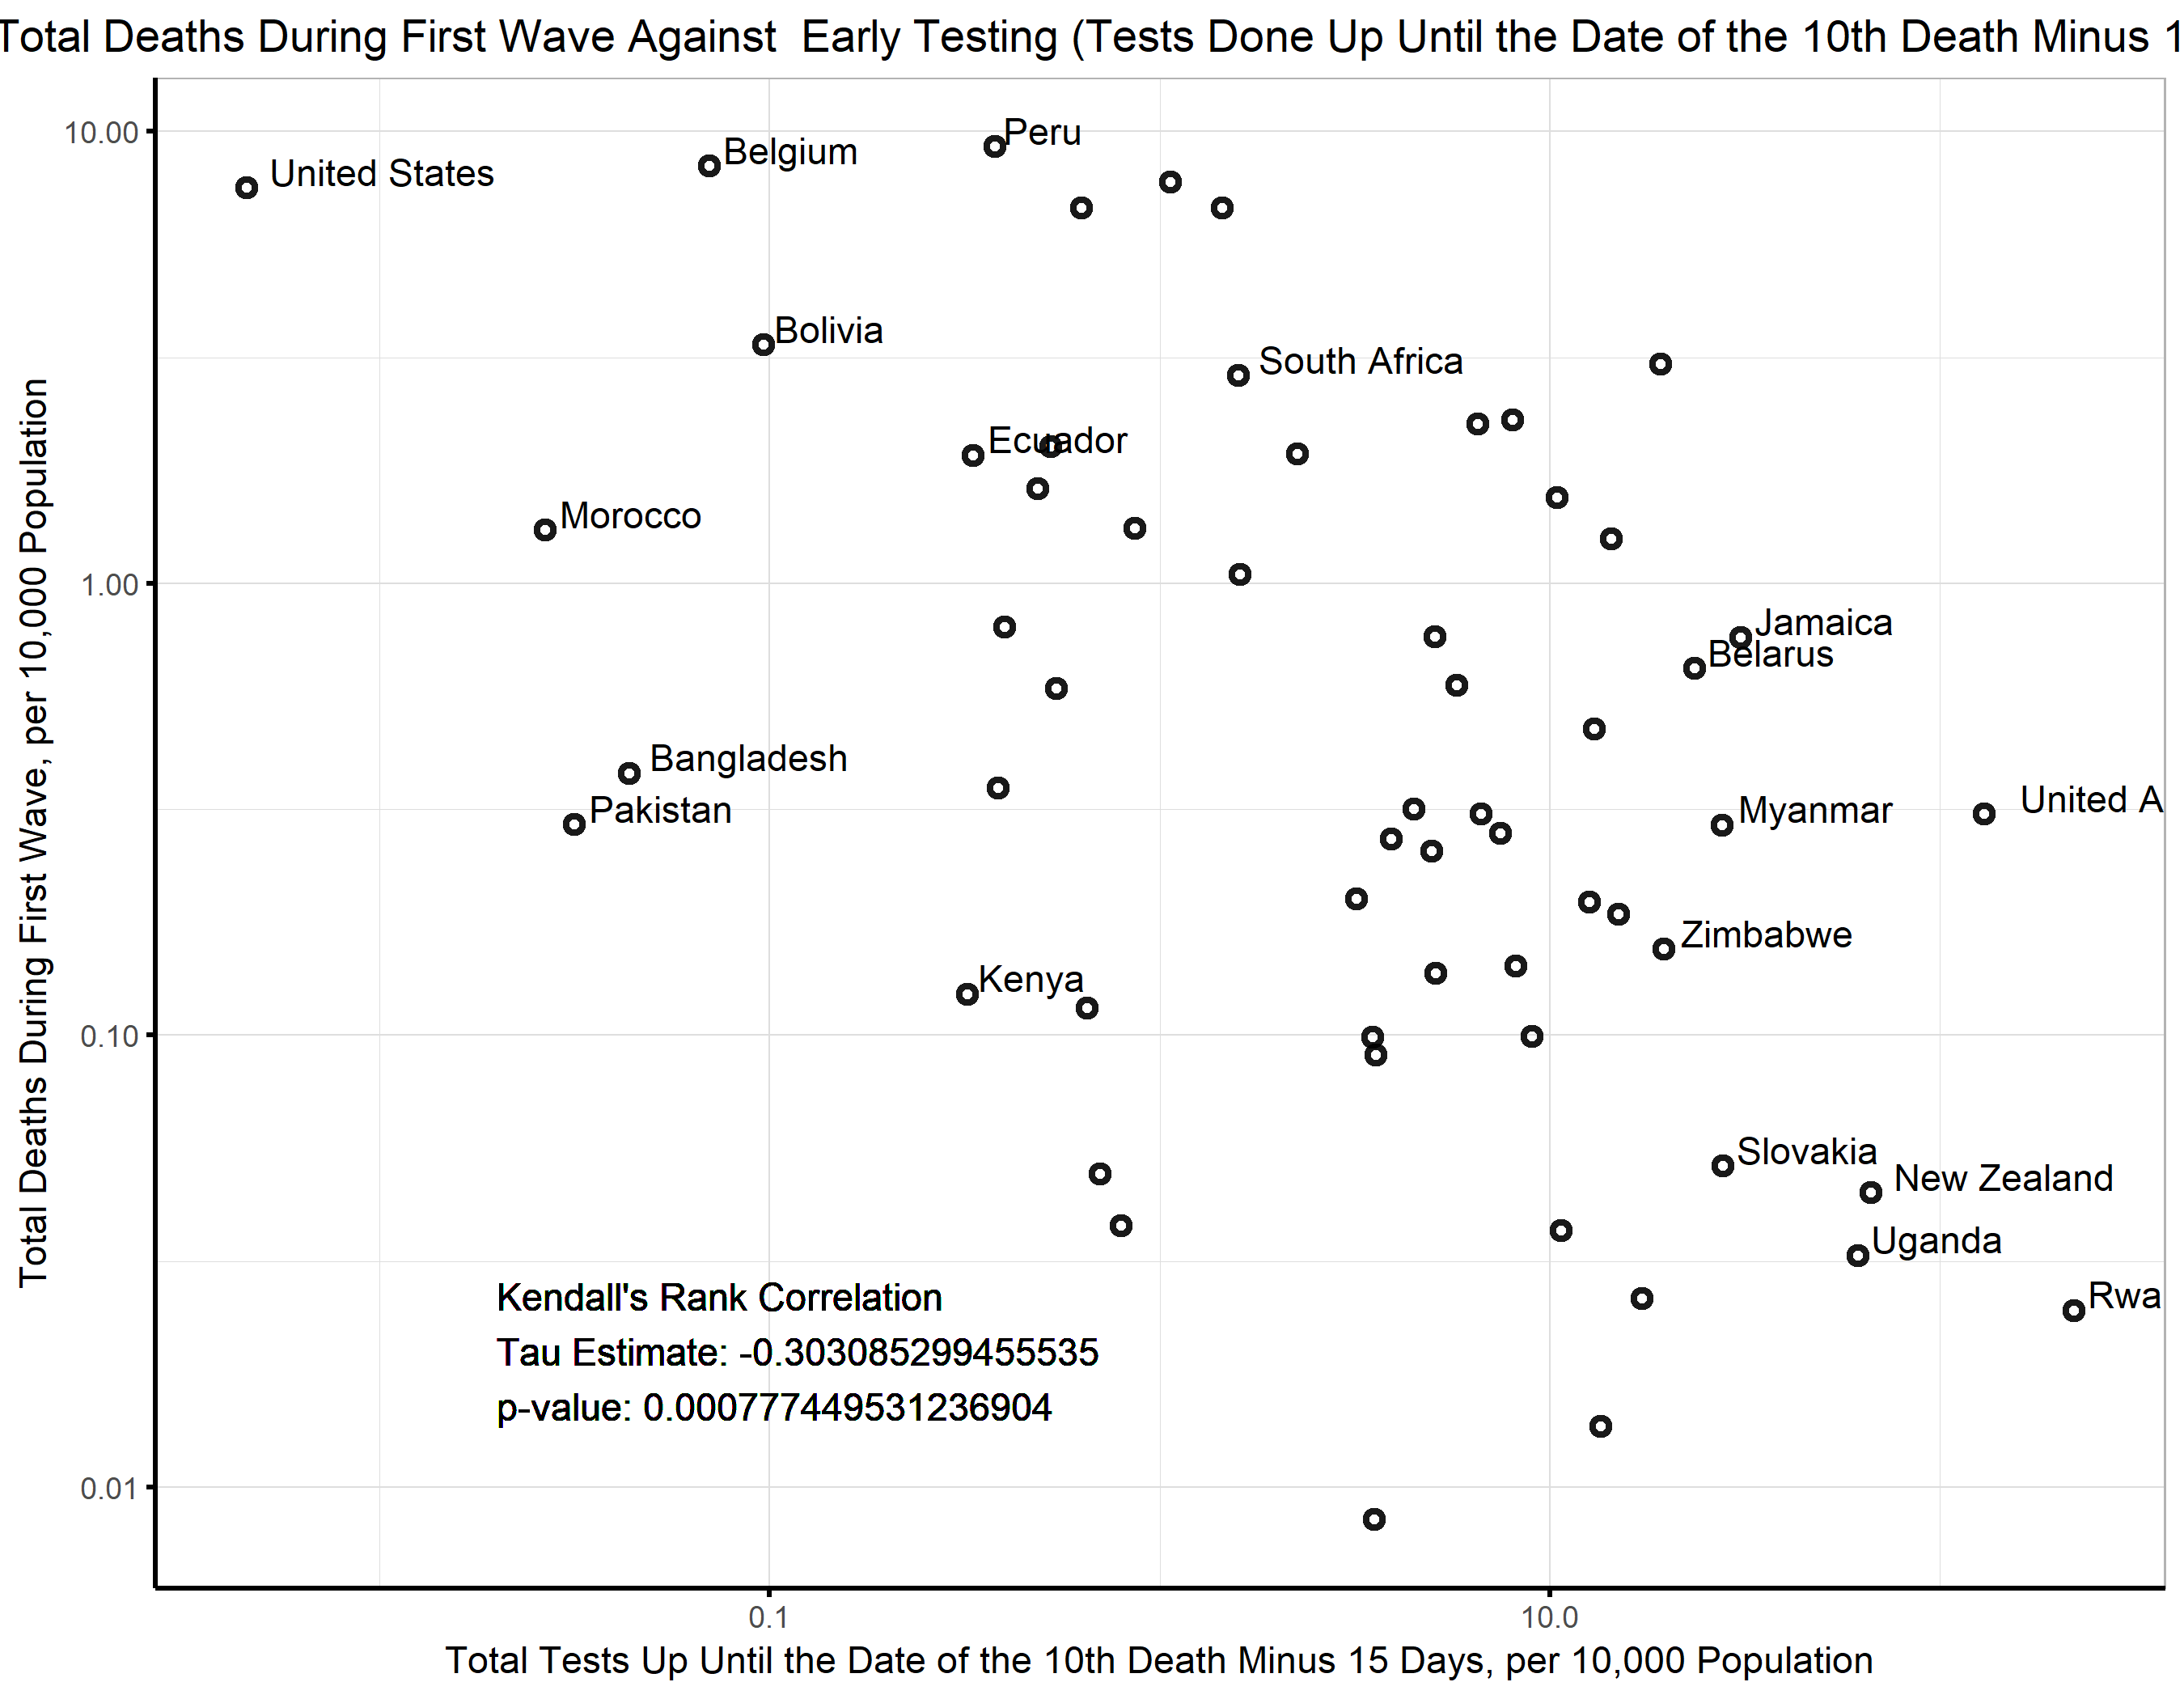 Total Deaths During First Wave Against  Early Testing (Tests Done Up Until the Date of the 10th Death Minus 1
10.00
Peru
Belgium
United States
Bolivia
South Africa
Ecuador
Morocco
1.00
Jamaica
Belarus
Bangladesh
Pakistan
Myanmar
United A
Zimbabwe
Kenya
0.10
Slovakia
New Zealand
Uganda
Rwa
Kendall's Rank Correlation
Tau Estimate: -0.303085299455535
p-value: 0.000777449531236904
0.01
Total Deaths During First Wave, per 10,000 Population
0.1
10.0
Total Tests Up Until the Date of the 10th Death Minus 15 Days, per 10,000 Population